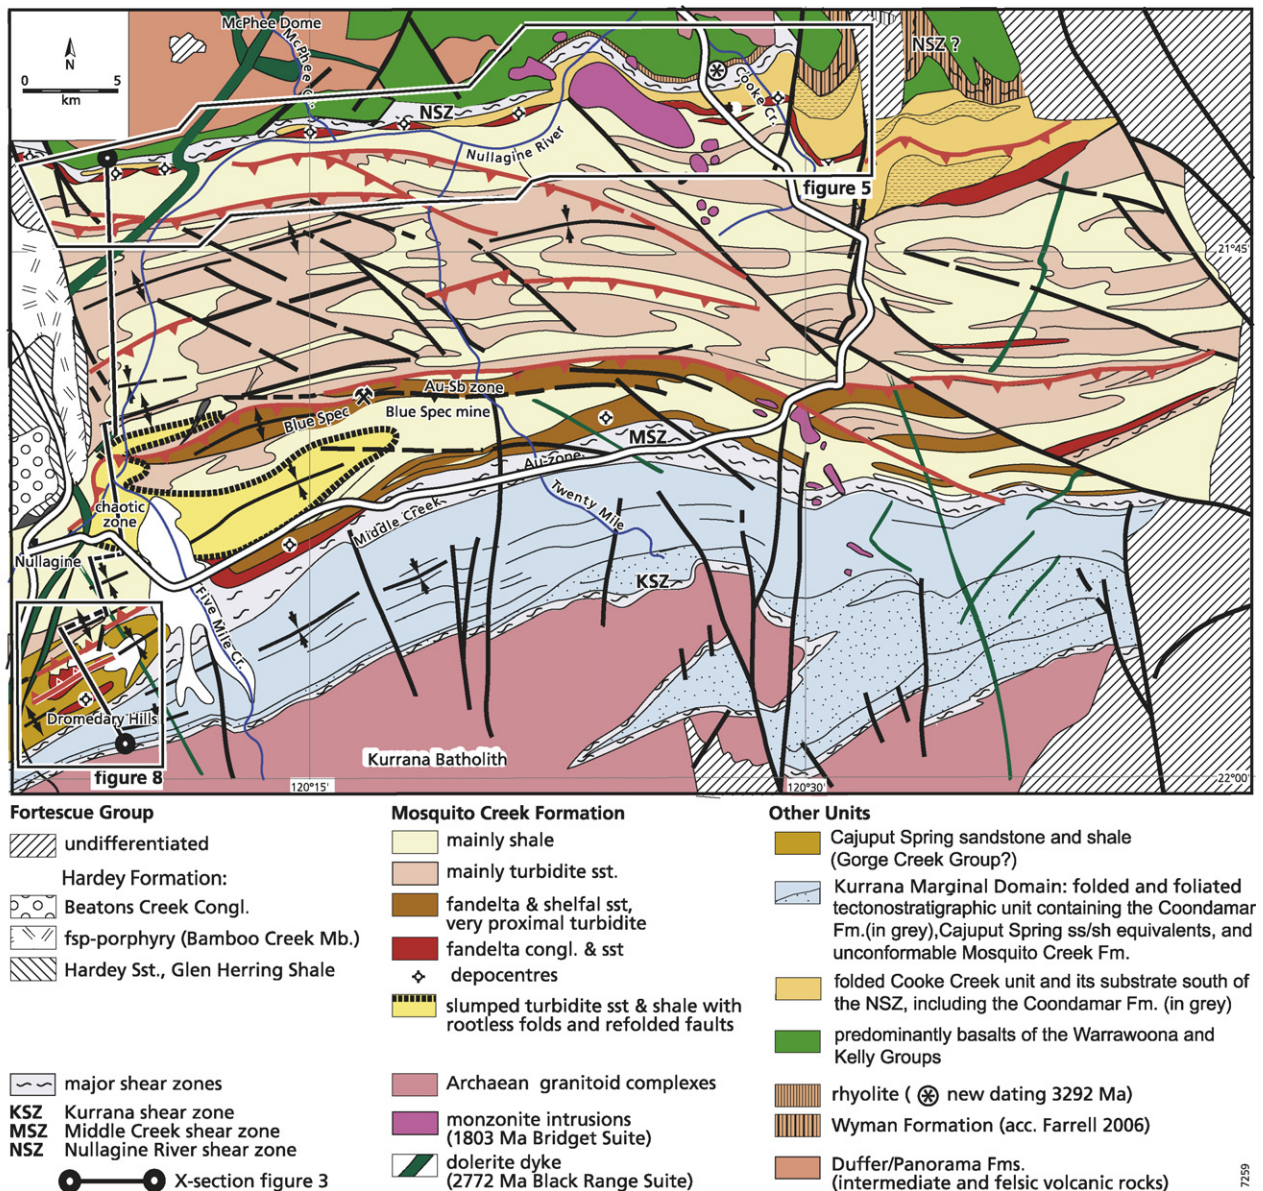 McPhee Dome
McPhee Cr.
N
0 5
km
NSZ ?
Cooke Cr.
NSZ
Nullagine River
figure 5
21°45'
Au-Sb zone
Blue Spec
Blue Spec mine
MSZ
Au-zone
chaotic
zone
Twenty Mile
Middle Creek
Nullagine
KSZ
Five Mile Cr.
Dromedary Hills
Kurrana Batholith
figure 8
120°15'
120°30'
22°00'
Fortescue Group
undifferentiated
Hardey Formation:
Beatons Creek Congl.
fsp-porphyry (Bamboo Creek Mb.)
Hardey Sst., Glen Herring Shale
major shear zones
KSZ Kurrana shear zone
MSZ Middle Creek shear zone
NSZ Nullagine River shear zone
X-section figure 3
Mosquito Creek Formation
mainly shale
mainly turbidite sst.
fandelta & shelfal sst,
very proximal turbidite
fandelta congl. & sst
depocentres
slumped turbidite sst & shale with
rootless folds and refolded faults
Archaean granitoid complexes
monzonite intrusions
(1803 Ma Bridget Suite)
dolerite dyke
(2772 Ma Black Range Suite)
Other Units
Cajuput Spring sandstone and shale
(Gorge Creek Group?)
Kurrana Marginal Domain: folded and foliated
tectonostratigraphic unit containing the Coondamar
Fm.(in grey),Cajuput Spring ss/sh equivalents, and
unconformable Mosquito Creek Fm.
folded Cooke Creek unit and its substrate south of
the NSZ, including the Coondamar Fm. (in grey)
predominantly basalts of the Warrawoona and
Kelly Groups
rhyolite ( new dating 3292 Ma)
Wyman Formation (acc. Farrell 2006)
Duffer/Panorama Fms.
(intermediate and felsic volcanic rocks)
7259